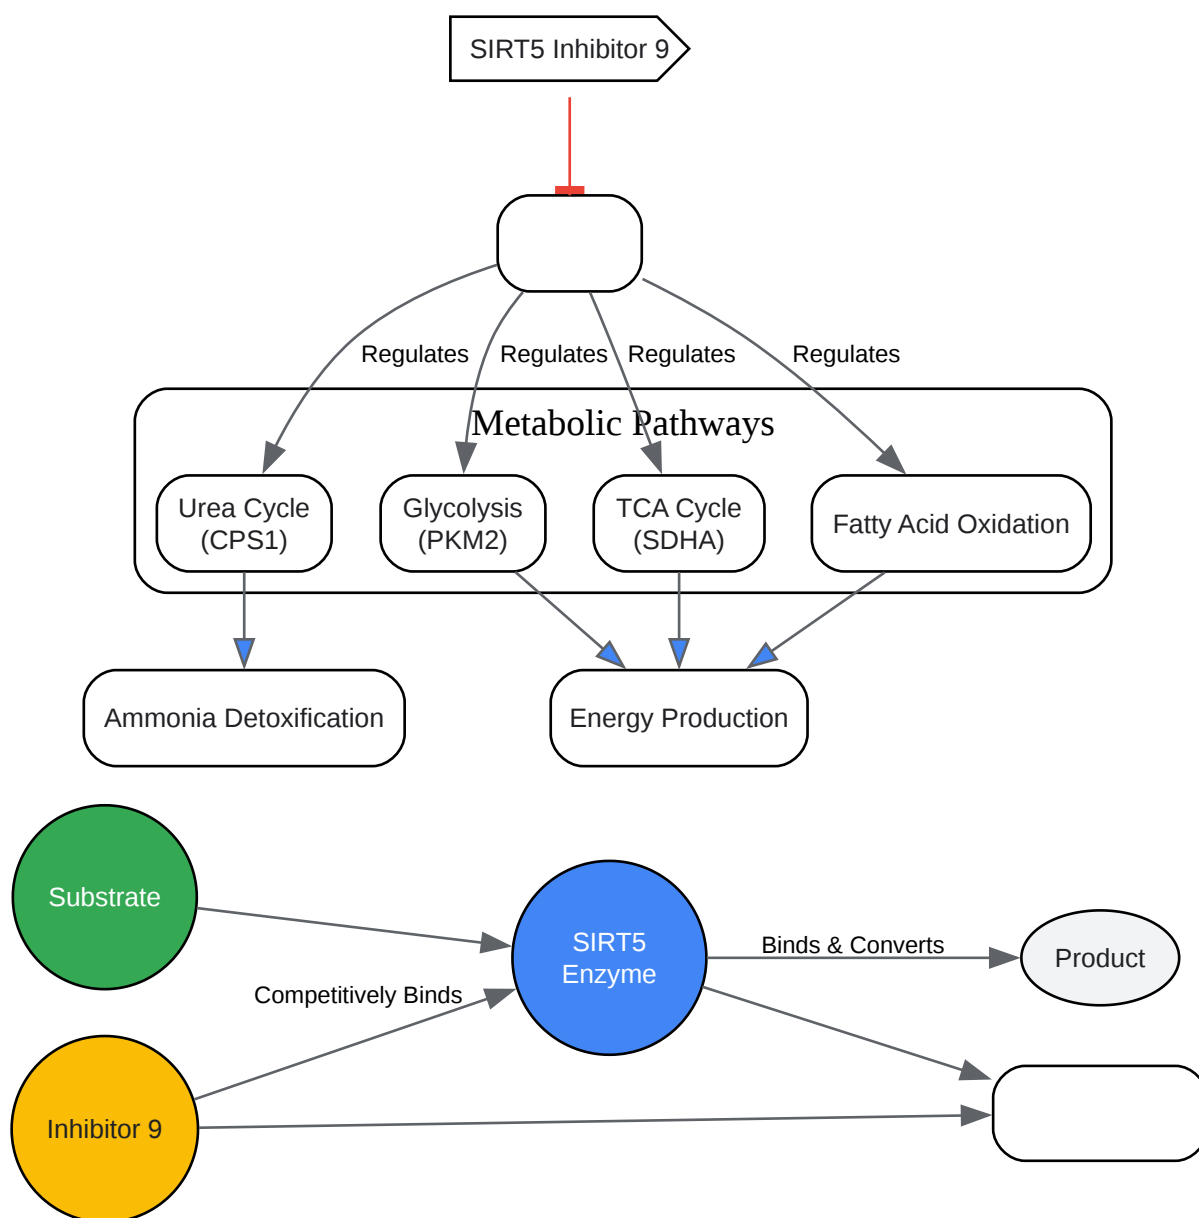 SIRT5 Inhibitor 9
Regulates
Regulates
Regulates
Regulates
Metabolic Pathways
Urea Cycle
(CPS1)
Glycolysis
(PKM2)
TCA Cycle
(SDHA)
Fatty Acid Oxidation
Ammonia Detoxification
Energy Production
Substrate
SIRT5
Enzyme
Binds & Converts
Product
Competitively Binds
Inhibitor 9